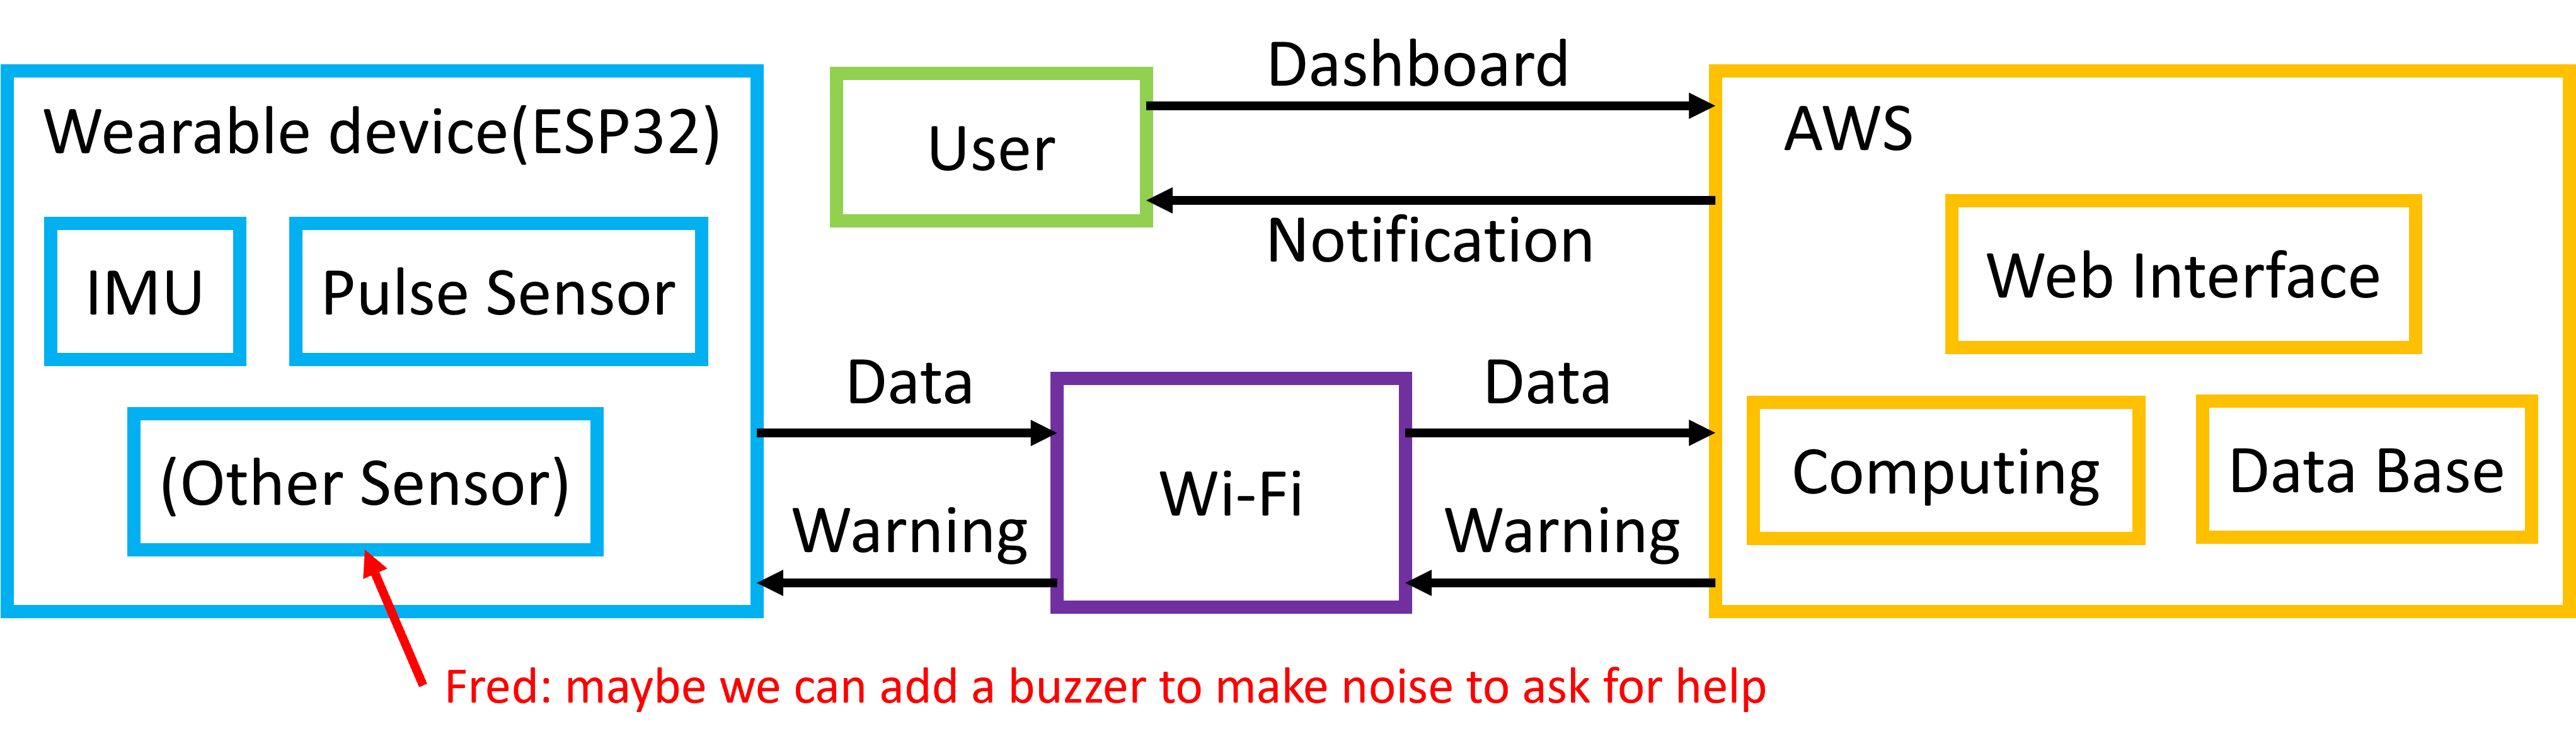 Wearable device(ESP32)
IMU
Pulse Sensor
(Other Sensor)
User
Dashboard
Notification
Data
Warning
Wi-Fi
Data
Warning
AWS
Web Interface
Computing
Data Base
Fred: maybe we can add a buzzer to make noise to ask for help